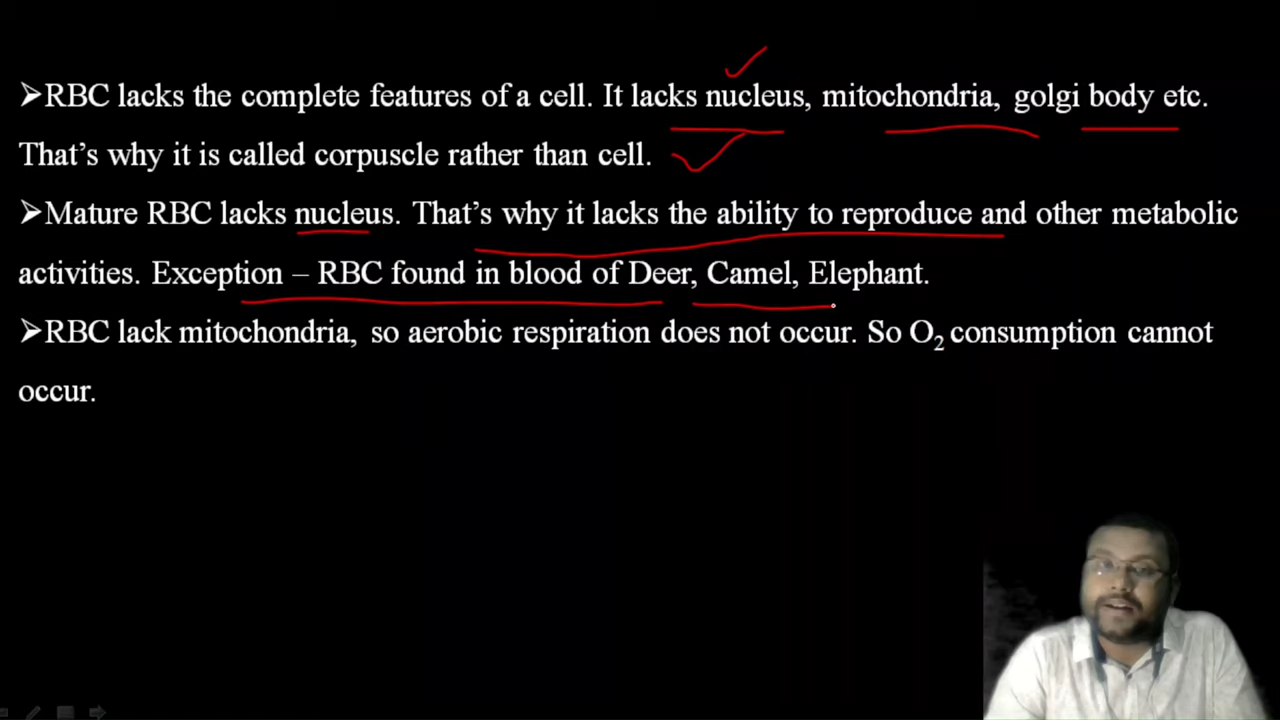 ➢RBC lacks the complete features of a cell. It lacks nucleus, mitochondria, golgi body etc.
That’s why it is called corpuscle rather than cell.
➢Mature RBC lacks nucleus. That’s why it lacks the ability to reproduce and other metabolic
activities. Exception – RBC found in blood of Deer, Camel, Elephant.
➢RBC lack mitochondria, so aerobic respiration does not occur. So O₂ consumption cannot
occur.